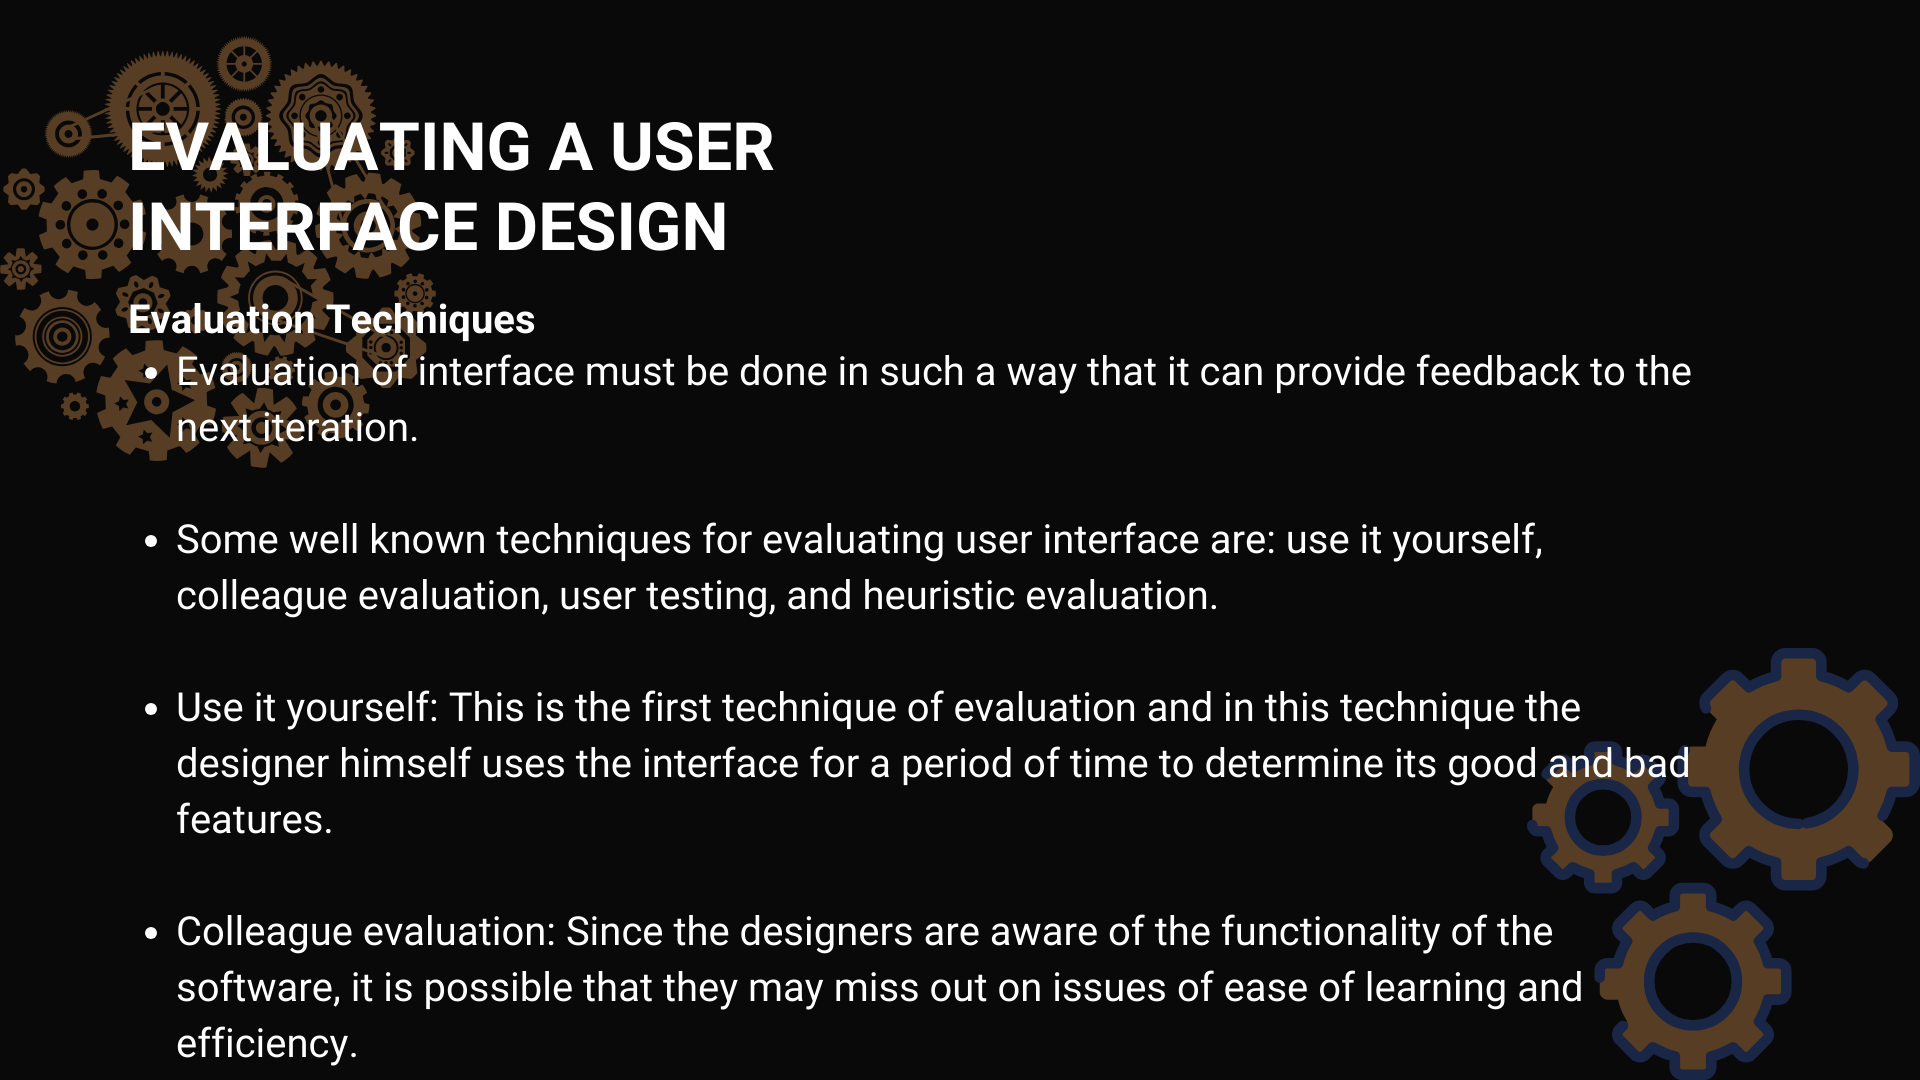 EVALUATING A USER
INTERFACE DESIGN
Evaluation Techniques
• Evaluation of interface must be done in such a way that it can provide feedback to the
next iteration.
• Some well known techniques for evaluating user interface are: use it yourself,
colleague evaluation, user testing, and heuristic evaluation.
• Use it yourself: This is the first technique of evaluation and in this technique the
designer himself uses the interface for a period of time to determine its good and bad
features.
• Colleague evaluation: Since the designers are aware of the functionality of the
software, it is possible that they may miss out on issues of ease of learning and
efficiency.